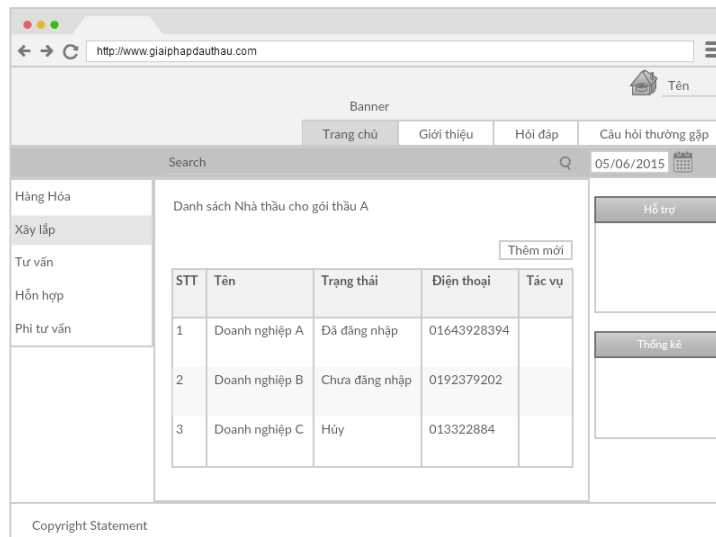 http://www.giaiphapdauthau.com
Tên
Banner
Trang chủ Giới thiệu Hỏi đáp Câu hỏi thường gặp
Search 05/06/2015
Hàng Hóa
Xây lắp
Tư vấn
Hỗn hợp
Phi tư vấn
Danh sách Nhà thầu cho gói thầu A
Thêm mới
STT Tên Trạng thái Điện thoại Tác vụ
1 Doanh nghiệp A Đã đăng nhập 01643928394
2 Doanh nghiệp B Chưa đăng nhập 0192379202
3 Doanh nghiệp C Hủy 013322884
Hỗ trợ
Thống kê
Copyright Statement